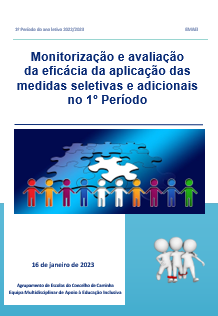 1º Período do ano letivo 2022/2023
EMAEI
Monitorização e avaliação
da eficácia da aplicação das
medidas seletivas e adicionais
no 1º Período
16 de janeiro de 2023
Agrupamento de Escolas do Concelho de
Equipa Multidisciplinar de Apoio à Educação Inclusiva